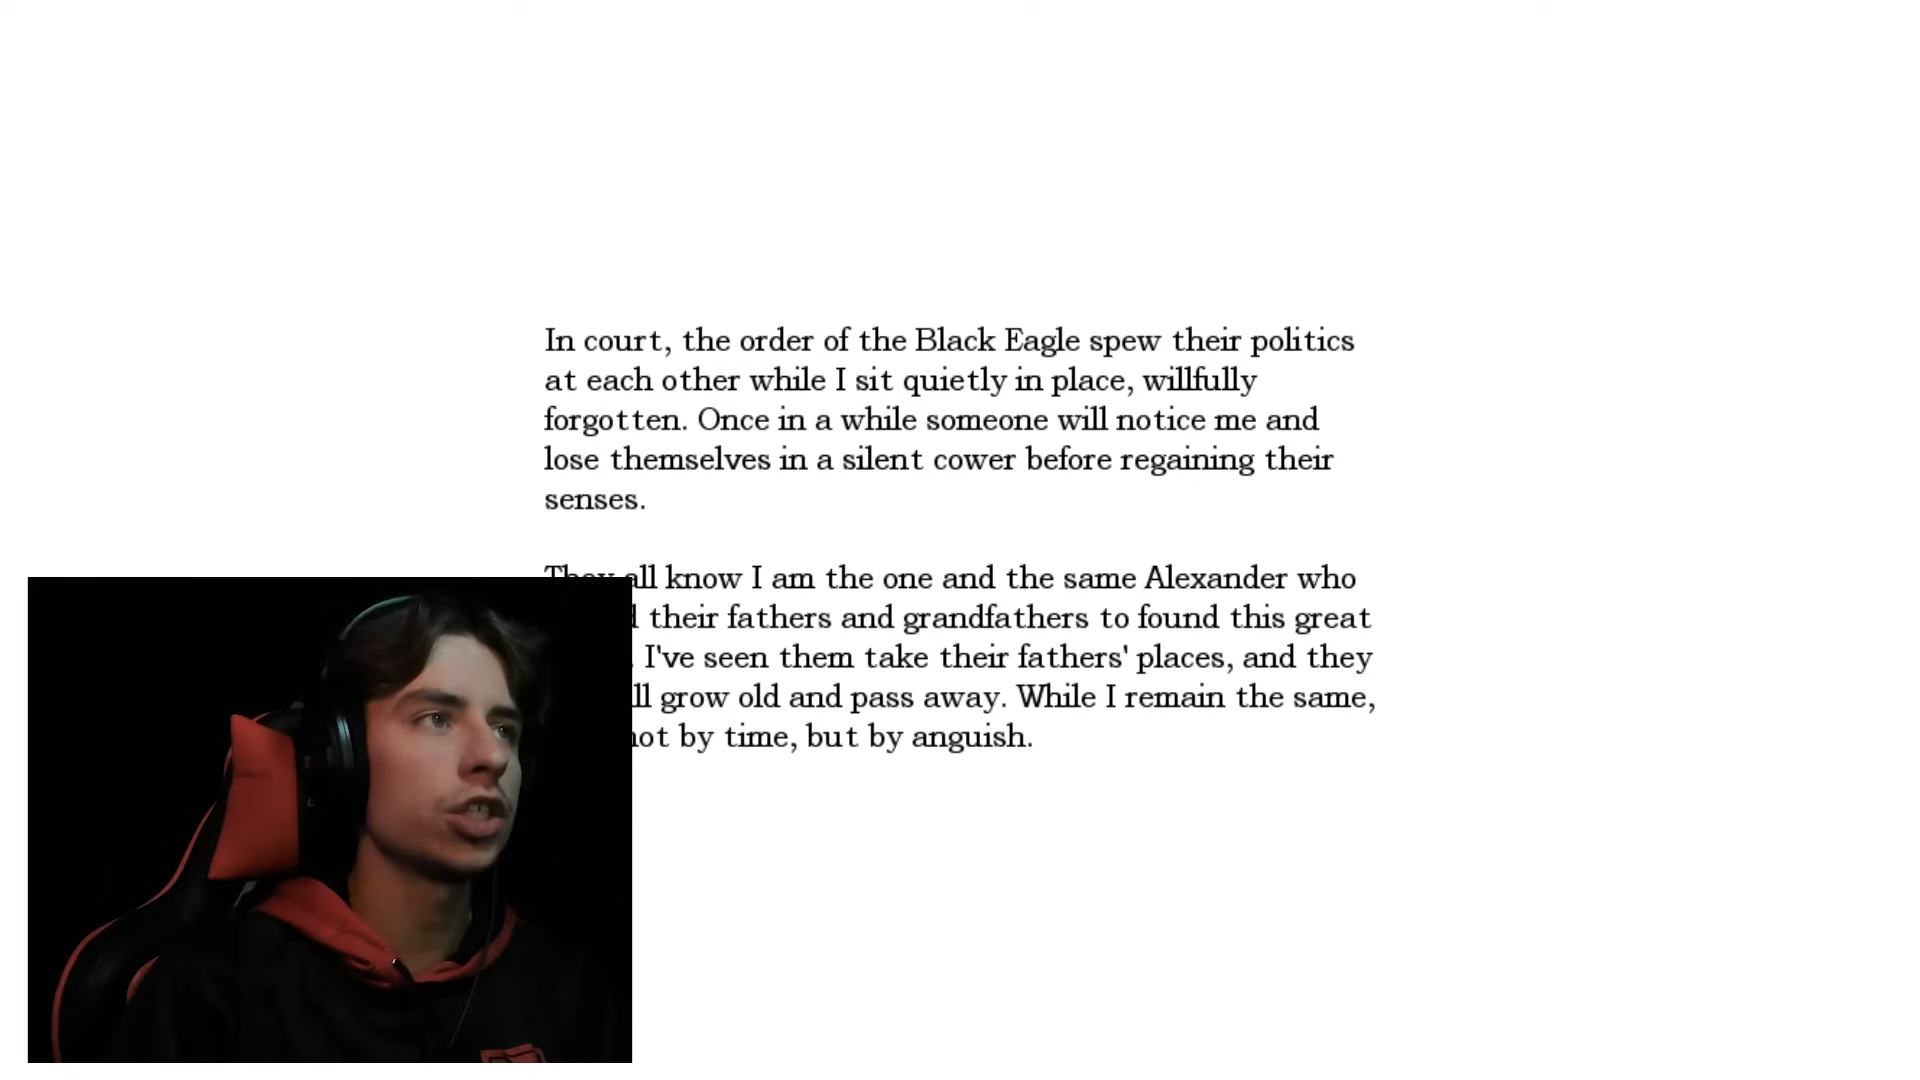 In court, the order of the Black Eagle spew their politics
at each other while I sit quietly in place, willfully
forgotten. Once in a while someone will notice me and
lose themselves in a silent cower before regaining their
senses.
They all know I am the one and the same Alexander who
their fathers and grandfathers to found this great
I've seen them take their fathers' places, and they
grow old and pass away. While I remain the same,
not by time, but by anguish.